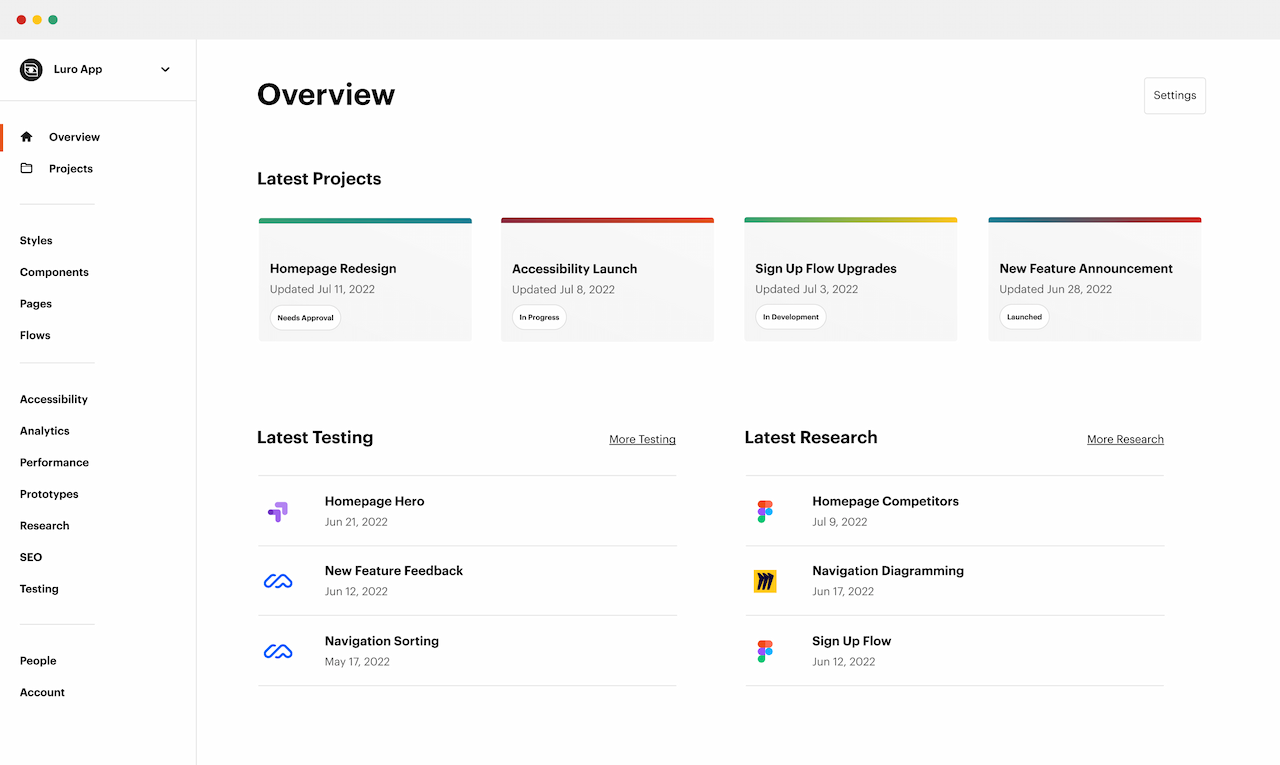 Luro App
Overview
Projects
Styles
Components
Pages
Flows
Accessibility
Analytics
Performance
Prototypes
Research
SEO
Testing
People
Account
Overview
Settings
Latest Projects
Homepage Redesign
Updated Jul 11, 2022
Needs Approval
Accessibility Launch
Updated Jul 8, 2022
In Progress
Sign Up Flow Upgrades
Updated Jul 3, 2022
In Development
New Feature Announcement
Updated Jun 28, 2022
Launched
Latest Testing
More Testing
Homepage Hero
Jun 21, 2022
New Feature Feedback
Jun 12, 2022
Navigation Sorting
May 17, 2022
Latest Research
More Research
Homepage Competitors
Jul 9, 2022
Navigation Diagramming
Jun 17, 2022
Sign Up Flow
Jun 12, 2022